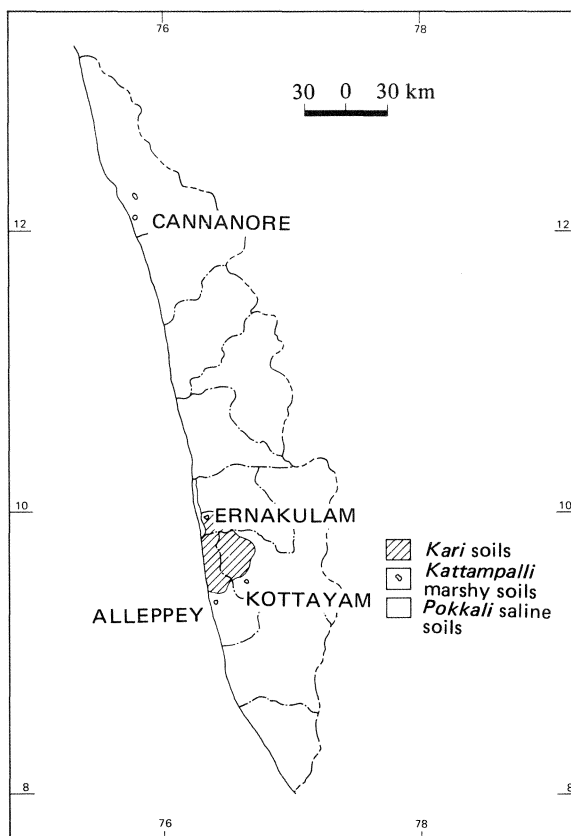 76 78
30 0 30 km
12 12
CANNANORE
10 10
ERNAKULAM
Kari soils
Kattampalli
marshy soils
Pokkali saline
soils
KOTTAYAM
ALLEPPEY
8 8
76 78